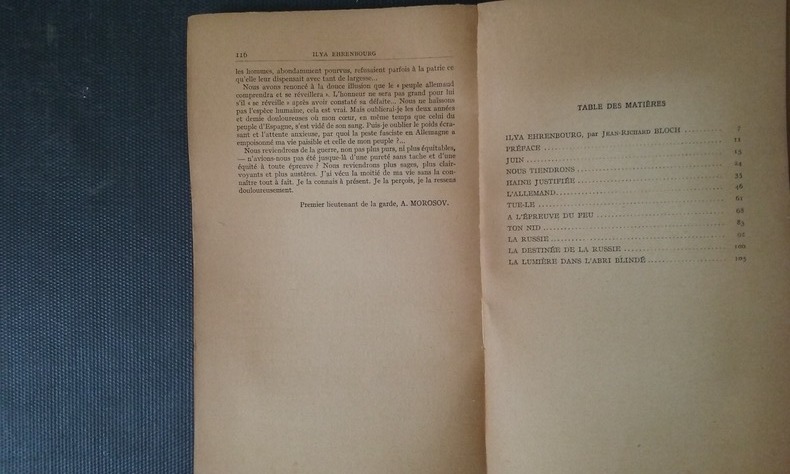 116 ILYA EHRENBOURG
les hommes, abondamment pourvus, refusaient parfois à la patrie ce
qu'elle leur dispensait avec tant de largesse...
Nous avons renoncé à la douce illusion que le « peuple allemand
comprendra et se réveillera ». L'honneur ne sera pas grand pour lui
s'il « se réveille » après avoir constaté sa défaite... Nous ne haïssons
pas l'espèce humaine, cela est vrai. Mais oublierai-je les deux années
et demie douloureuses où mon cœur, en même temps que celui du
peuple d'Espagne, s'est vidé de son sang. Puis-je oublier le poids écra-
sant et l'attente anxieuse, par quoi la peste fasciste en Allemagne a
empoisonné ma vie paisible et celle de mon peuple ?...
Nous reviendrons de la guerre, non pas plus purs, ni plus équitables,
— n'avions-nous pas été jusque-là d'une pureté sans tache et d'une
équité à toute épreuve ? Nous reviendrons plus sages, plus clair-
voyants et plus austères. J'ai vécu la moitié de ma vie sans la con-
naître tout à fait. Je la connais à présent. Je la perçois, je la ressens
douloureusement.
Premier lieutenant de la garde, A. MOROSOV.
TABLE DES MATIÈRES
ILYA EHRENBOURG, par Jean-Richard BLOCH .......... 7
PRÉFACE .......... 11
JUIN .......... 15
NOUS TIENDRONS .......... 24
HAINE JUSTIFIÉE .......... 33
L'ALLEMAND .......... 46
TUE-LE .......... 61
A L'ÉPREUVE DU FEU .......... 68
TON NID .......... 83
LA RUSSIE ..........
LA DESTINÉE DE LA RUSSIE .......... 100
LA LUMIÈRE DANS L'ABRI BLINDÉ .......... 105